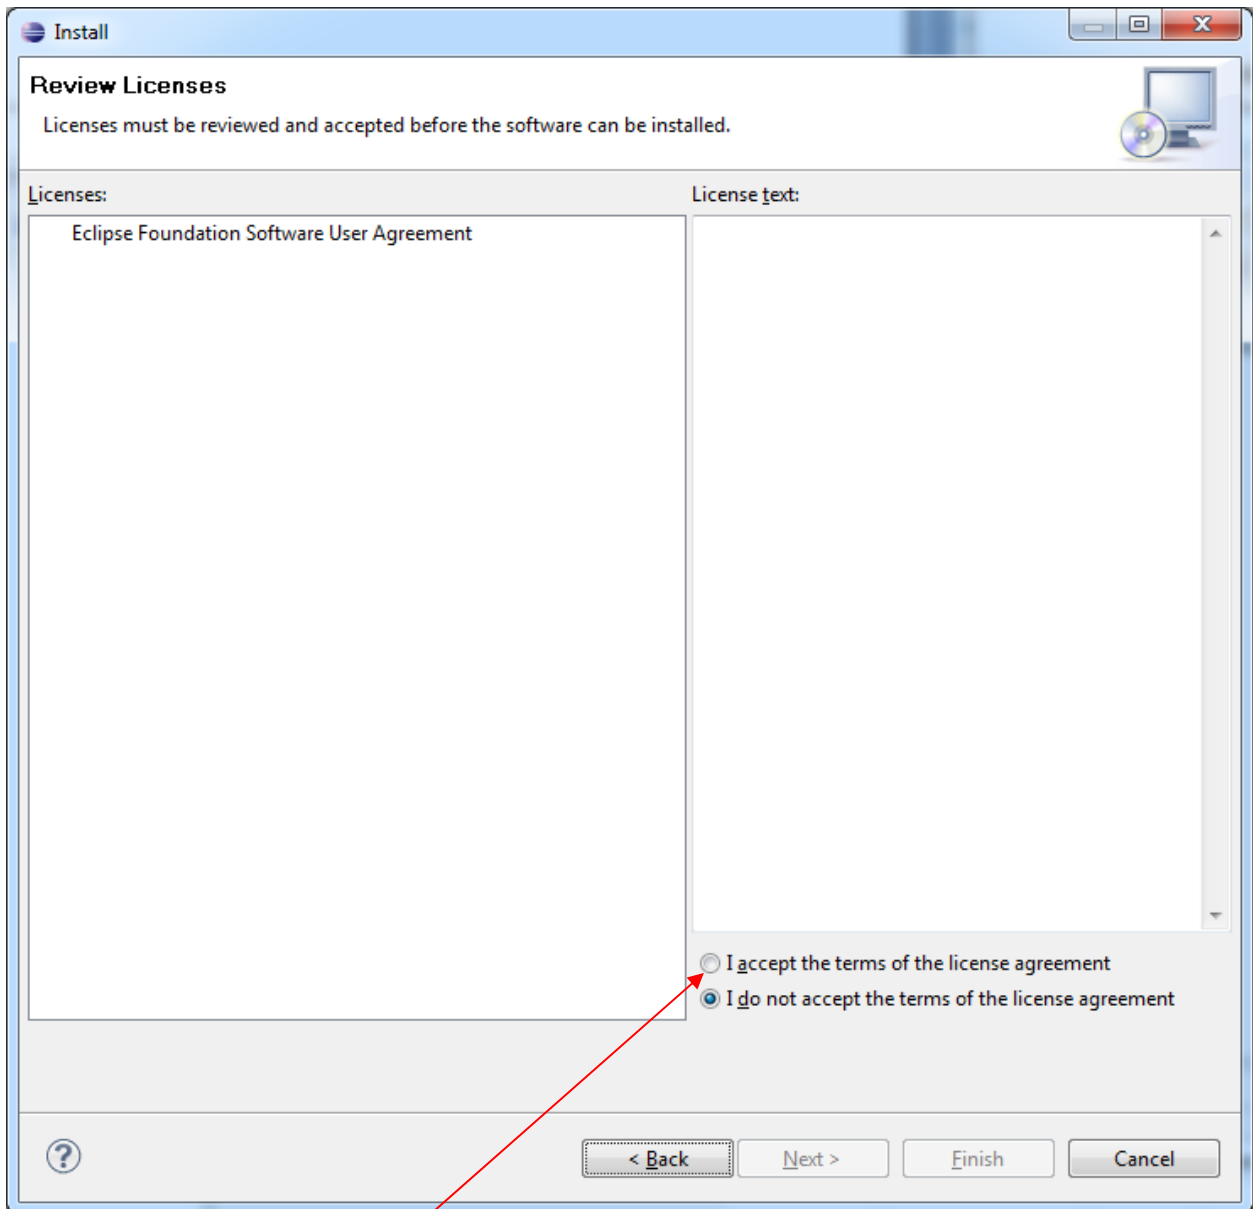 Install
Review Licenses
Licenses must be reviewed and accepted before the software can be installed.
Licenses:
License text:
Eclipse Foundation Software User Agreement
I accept the terms of the license agreement
I do not accept the terms of the license agreement
? < Back Next > Finish Cancel